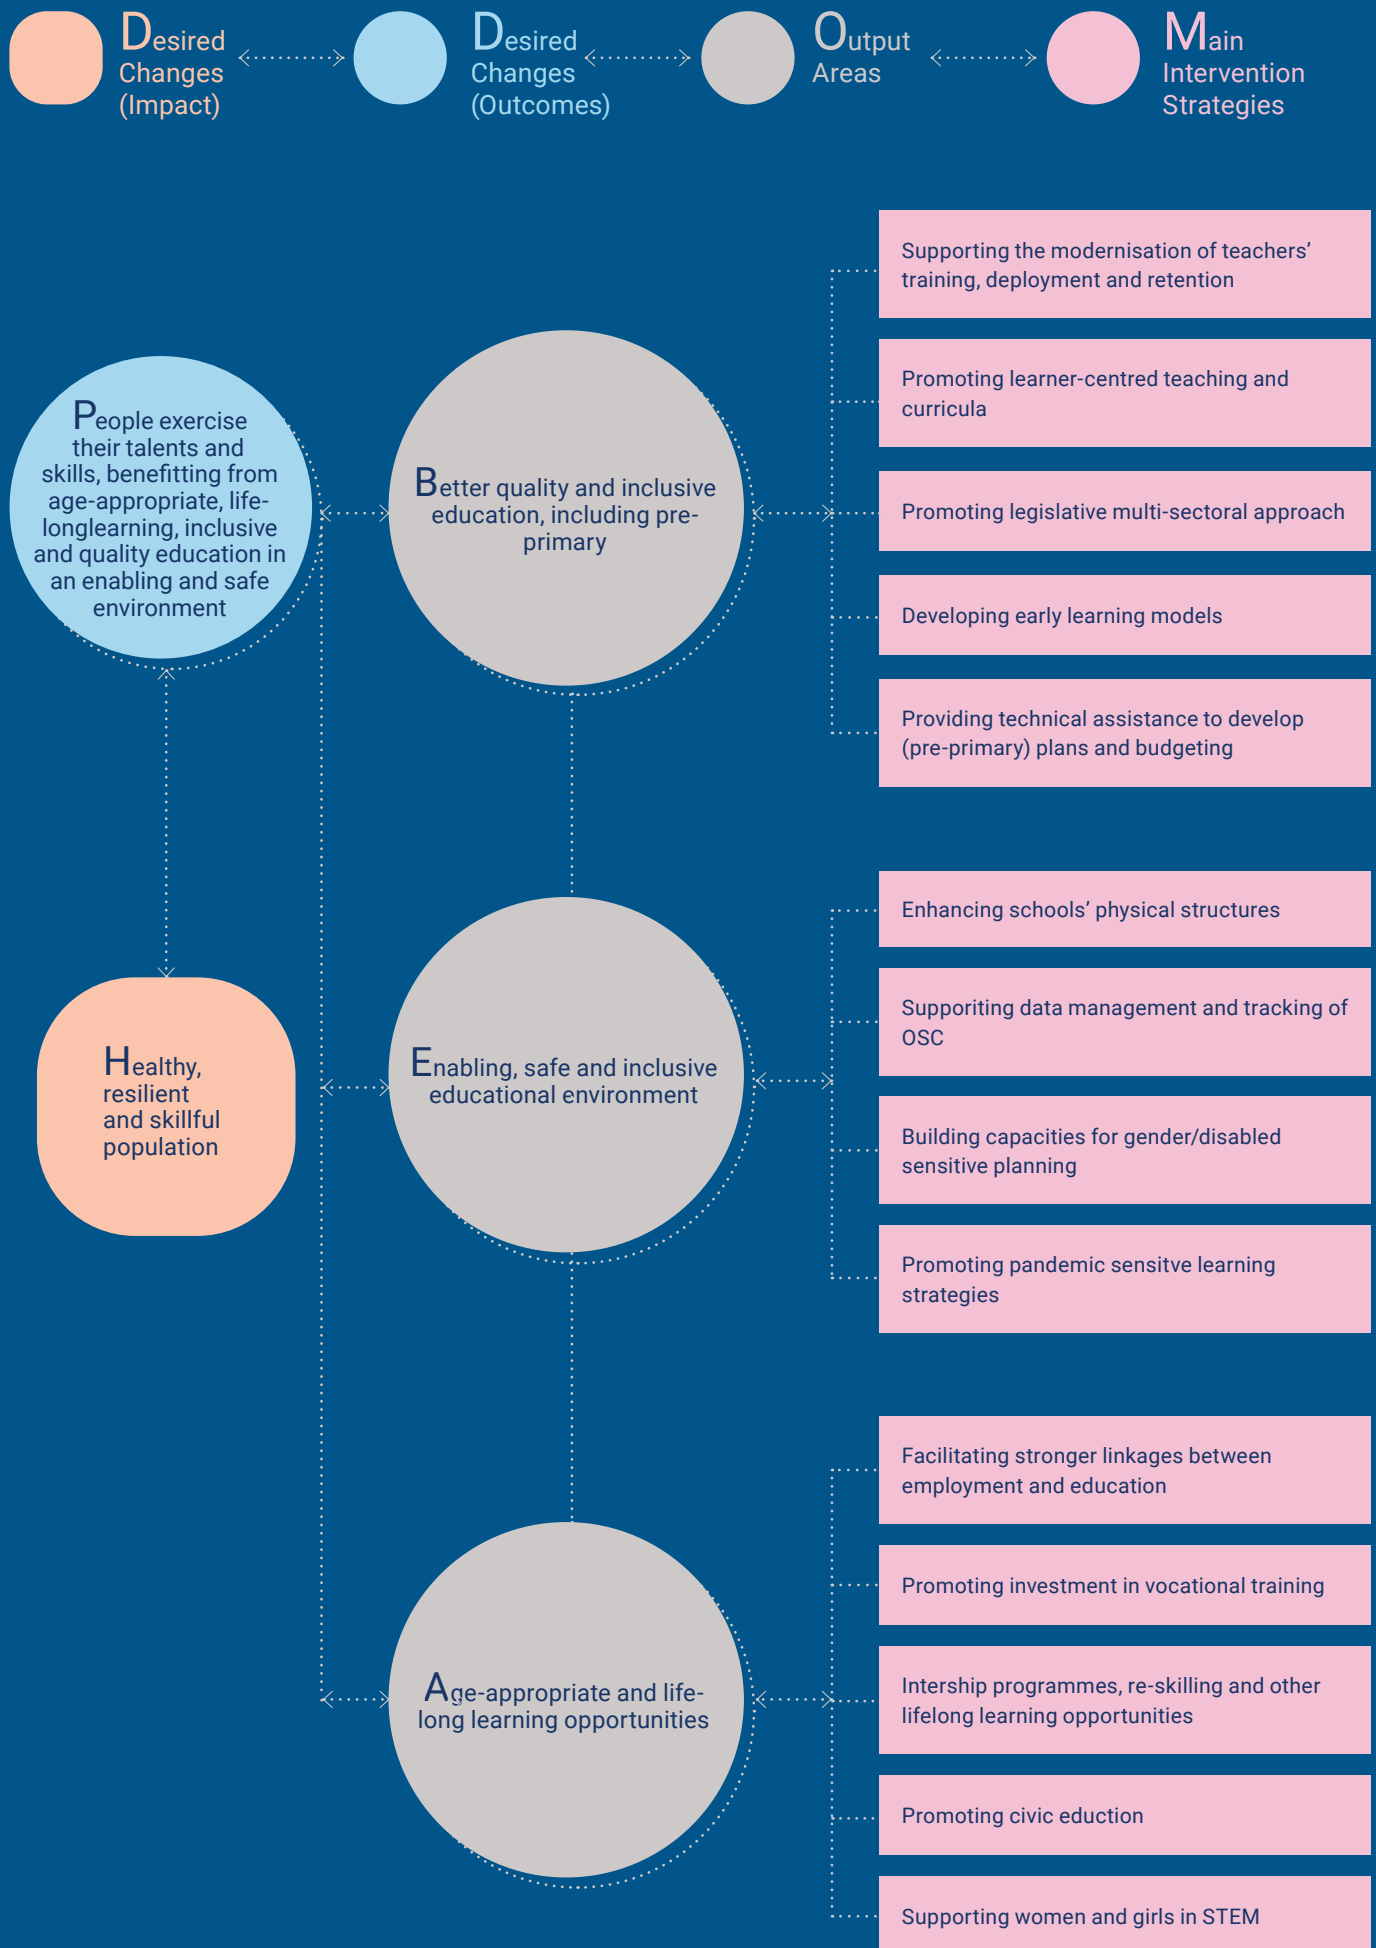 Desired
Changes
(Impact)
Desired
Changes
(Outcomes)
Output
Areas
Main
Intervention
Strategies
People exercise
their talents and
skills, benefitting from
age-appropriate, life-
longlearning, inclusive
and quality education in
an enabling and safe
environment
Healthy,
resilient
and skillful
population
Better quality and inclusive
education, including pre-
primary
Supporting the modernisation of teachers’
training, deployment and retention
Promoting learner-centred teaching and
curricula
Promoting legislative multi-sectoral approach
Developing early learning models
Providing technical assistance to develop
(pre-primary) plans and budgeting
Enabling, safe and inclusive
educational environment
Enhancing schools’ physical structures
Supporiting data management and tracking of
OSC
Building capacities for gender/disabled
sensitive planning
Promoting pandemic sensitve learning
strategies
Age-appropriate and life-
long learning opportunities
Facilitating stronger linkages between
employment and education
Promoting investment in vocational training
Intership programmes, re-skilling and other
lifelong learning opportunities
Promoting civic eduction
Supporting women and girls in STEM